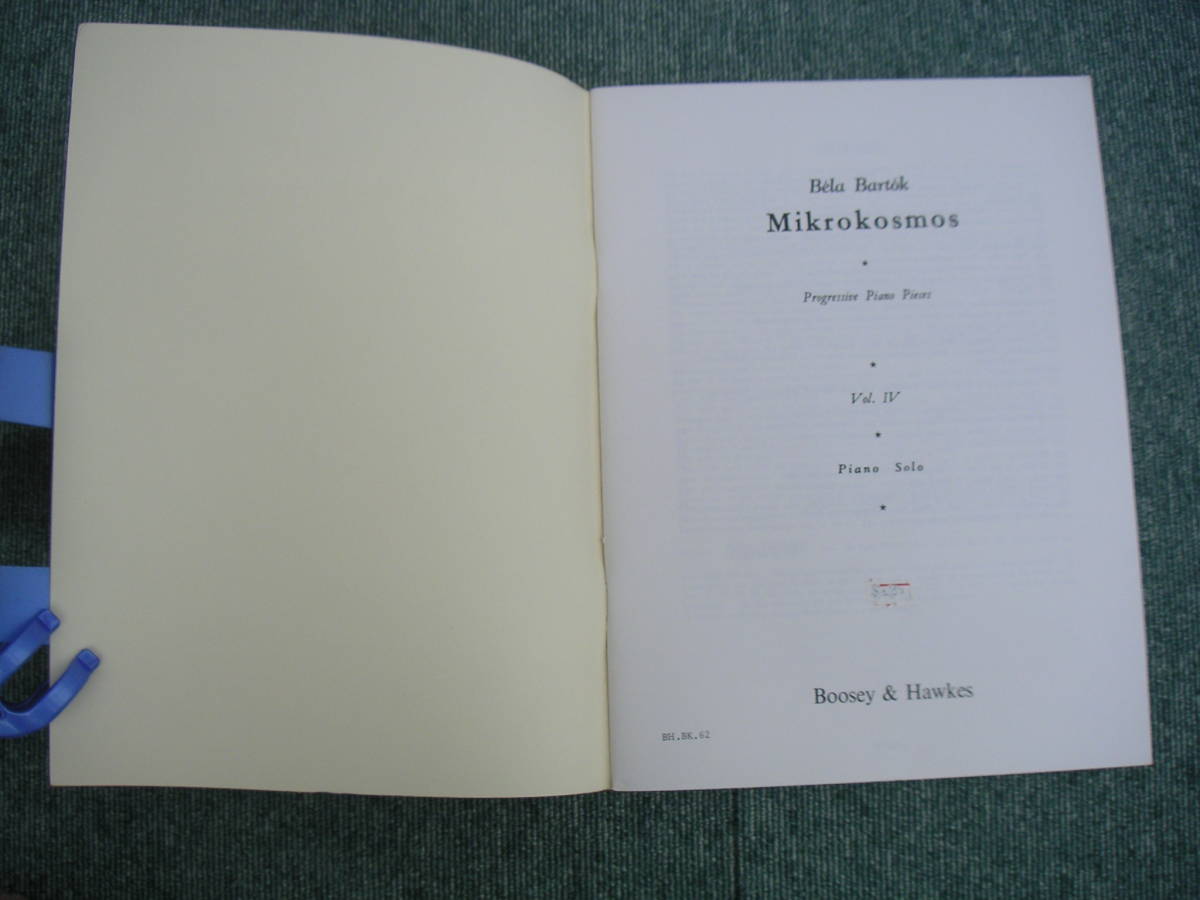 Béla Bartók
Mikrokosmos
Progressive Piano Pieces
Vol. IV
Piano Solo
Boosey & Hawkes
BH.BK.62